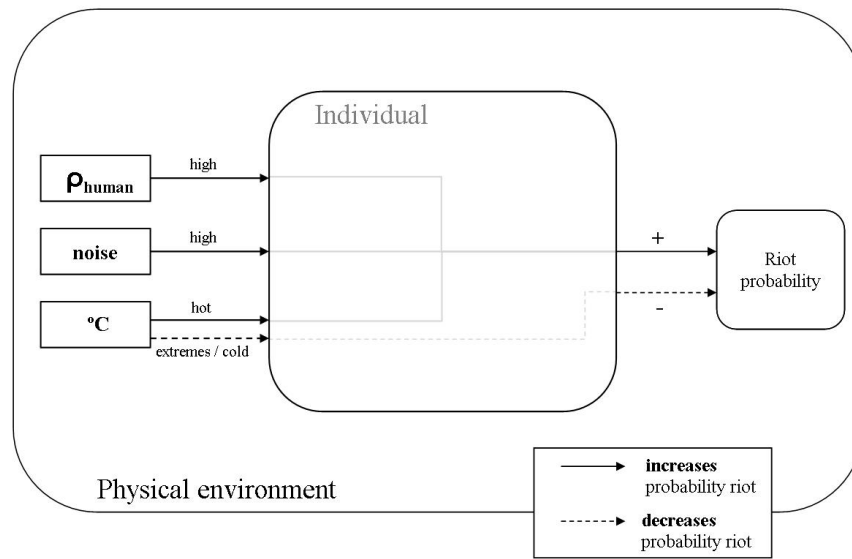 Individual
high
ρhuman
high
noise
+
Riot
probability
hot
ºC
-
extremes / cold
increases
probability riot
Physical environment
decreases
probability riot